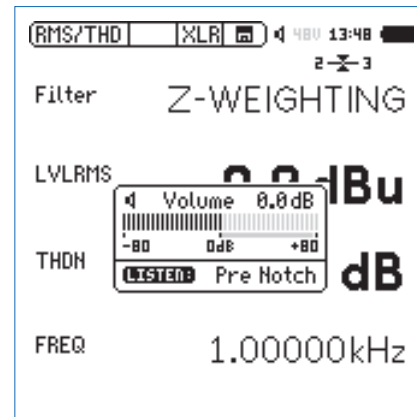 RMS/THD XLR 48V 13:48
2 3
Filter Z-WEIGHTING
LVLRMS dBu
Volume 0.0dB
-80 0dB +80
THDN dB
LISTEN: Pre Notch
FREQ 1.00000kHz